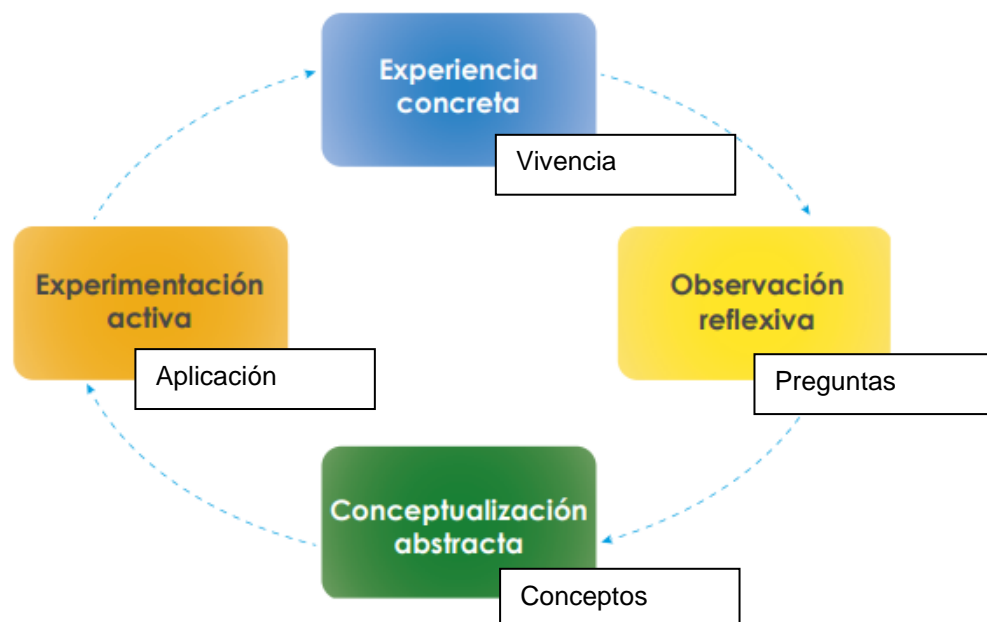 Experiencia
concreta
Vivencia
Experimentación
activa
Aplicación
Observación
reflexiva
Preguntas
Conceptualización
abstracta
Conceptos